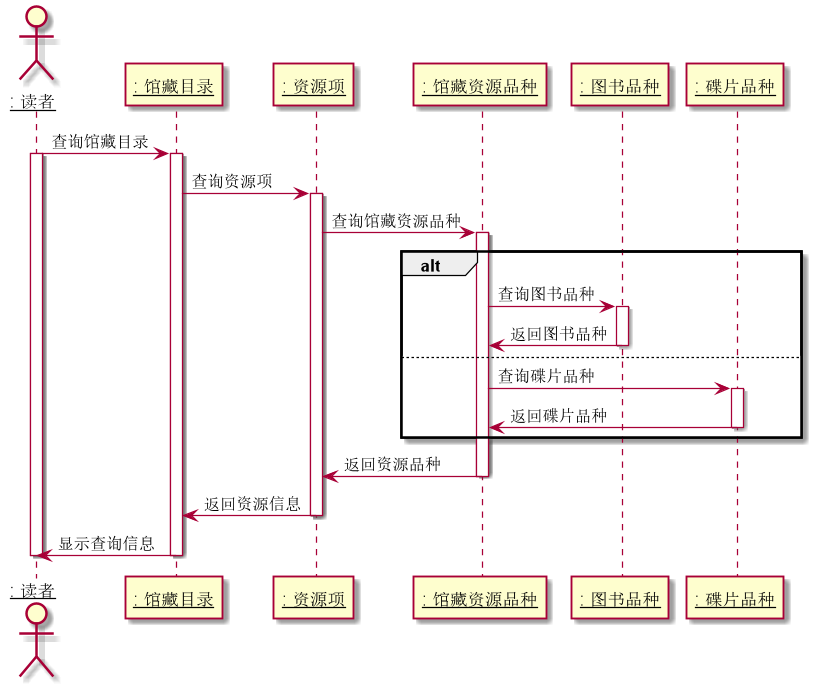 : 读者
: 馆藏目录
: 资源项
: 馆藏资源品种
: 图书品种
: 碟片品种
查询馆藏目录
查询资源项
查询馆藏资源品种
alt
查询图书品种
返回图书品种
查询碟片品种
返回碟片品种
返回资源品种
返回资源信息
显示查询信息
: 读者
: 馆藏目录
: 资源项
: 馆藏资源品种
: 图书品种
: 碟片品种